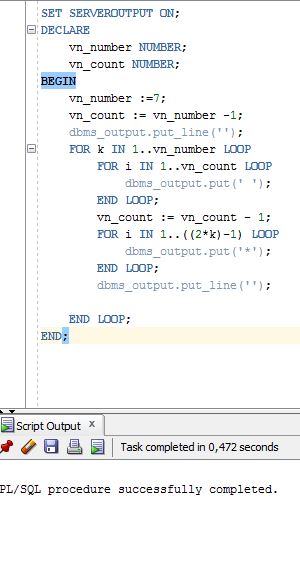 SET SERVEROUTPUT ON;
DECLARE
vn_number NUMBER;
vn_count NUMBER;
BEGIN
vn_number :=7;
vn_count := vn_number -1;
dbms_output.put_line('');
FOR k IN 1..vn_number LOOP
FOR i IN 1..vn_count LOOP
dbms_output.put(' ');
END LOOP;
vn_count := vn_count - 1;
FOR i IN 1..((2*k)-1) LOOP
dbms_output.put('*');
END LOOP;
dbms_output.put_line('');
END LOOP;
END;
Script Output x
Task completed in 0,472 seconds
PL/SQL procedure successfully completed.